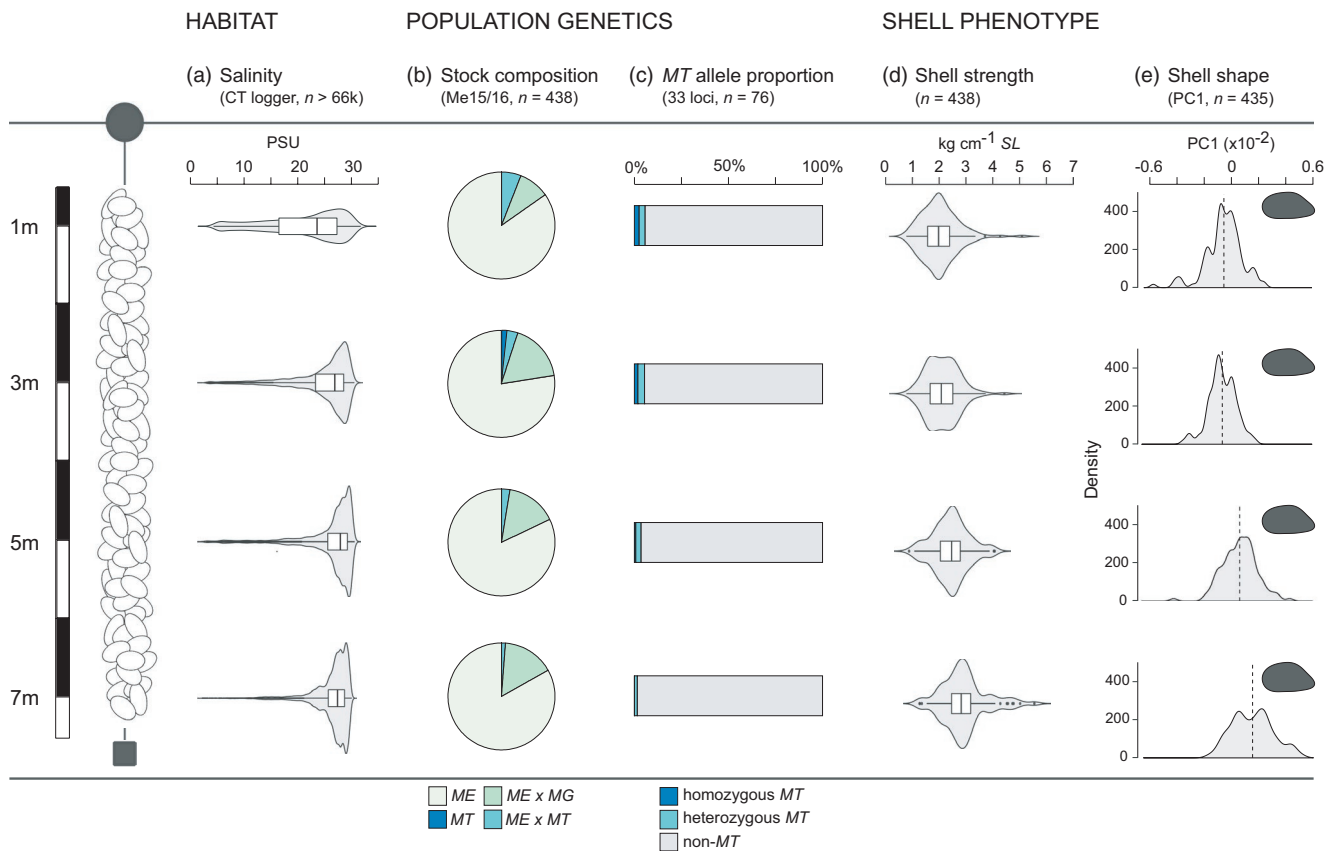 HABITAT POPULATION GENETICS SHELL PHENOTYPE
(a) Salinity (b) Stock composition (c) MT allele proportion (d) Shell strength (e) Shell shape
(CT logger, n > 66k) (Me15/16, n = 438) (33 loci, n = 76) (n = 438) (PC1, n = 435)
PSU kg cm⁻¹ SL PC1 (x10⁻²)
0 10 20 30 0% 50% 100% 0 1 2 3 4 5 6 7 -0.6 0 0.6
1m
400
200
0
3m
400
200
0
Density
5m
400
200
0
7m
400
200
0
ME ME x MG homozygous MT
MT ME x MT heterozygous MT
non-MT